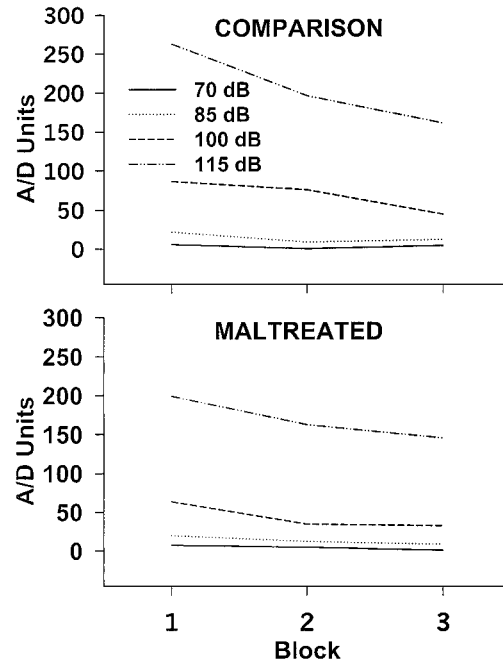 COMPARISON
300
250
200
150
100
50
0
A/D Units
70 dB
85 dB
100 dB
115 dB
MALTREATED
300
250
200
150
100
50
0
A/D Units
1 2 3
Block